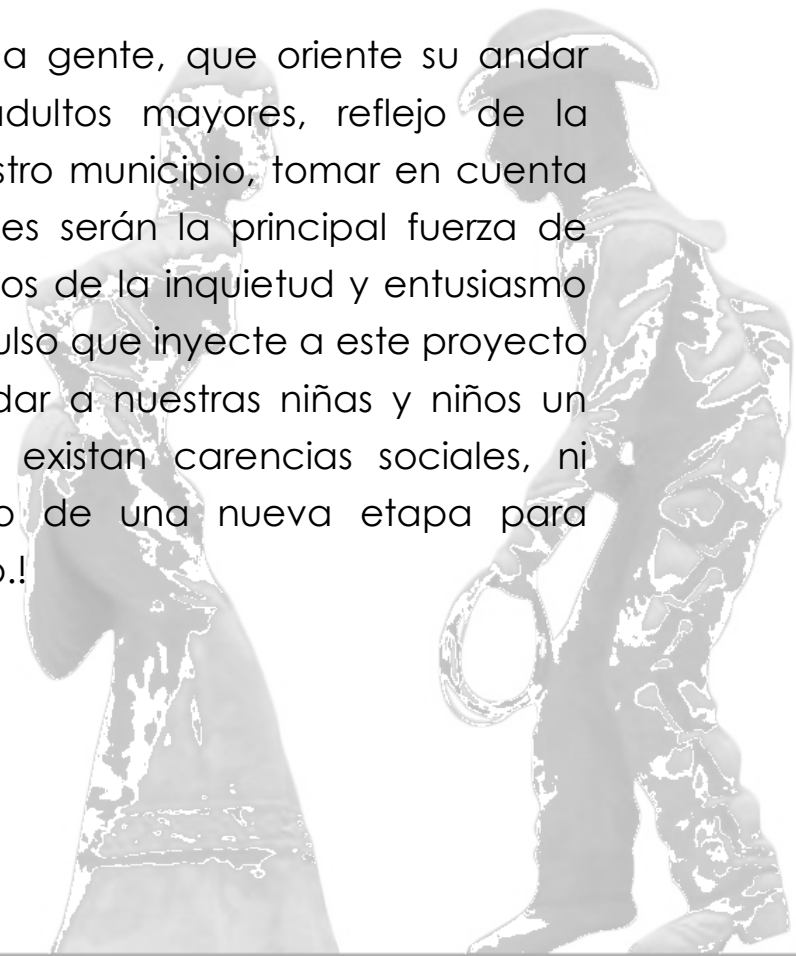 a gente, que oriente su andar
adultos mayores, reflejo de la
stro municipio, tomar en cuenta
es serán la principal fuerza de
os de la inquietud y entusiasmo
ulso que inyecte a este proyecto
dar a nuestras niñas y niños un
existan carencias sociales, ni
o de una nueva etapa para
o.!